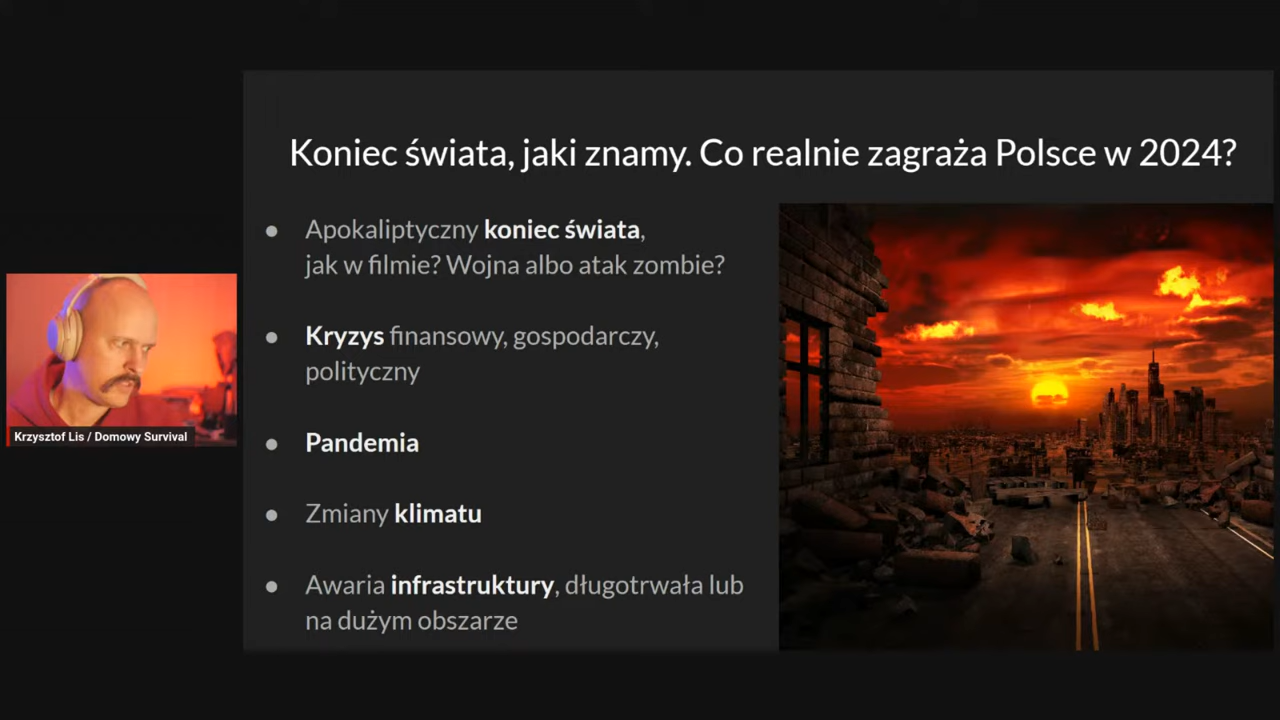 Koniec świata, jaki znamy. Co realnie zagraża Polsce w 2024?
● Apokaliptyczny koniec świata,
jak w filmie? Wojna albo atak zombie?
● Kryzys finansowy, gospodarczy,
polityczny
● Pandemia
● Zmiany klimatu
● Awaria infrastruktury, długotrwała lub
na dużym obszarze
Krzysztof Lis / Domowy Survival